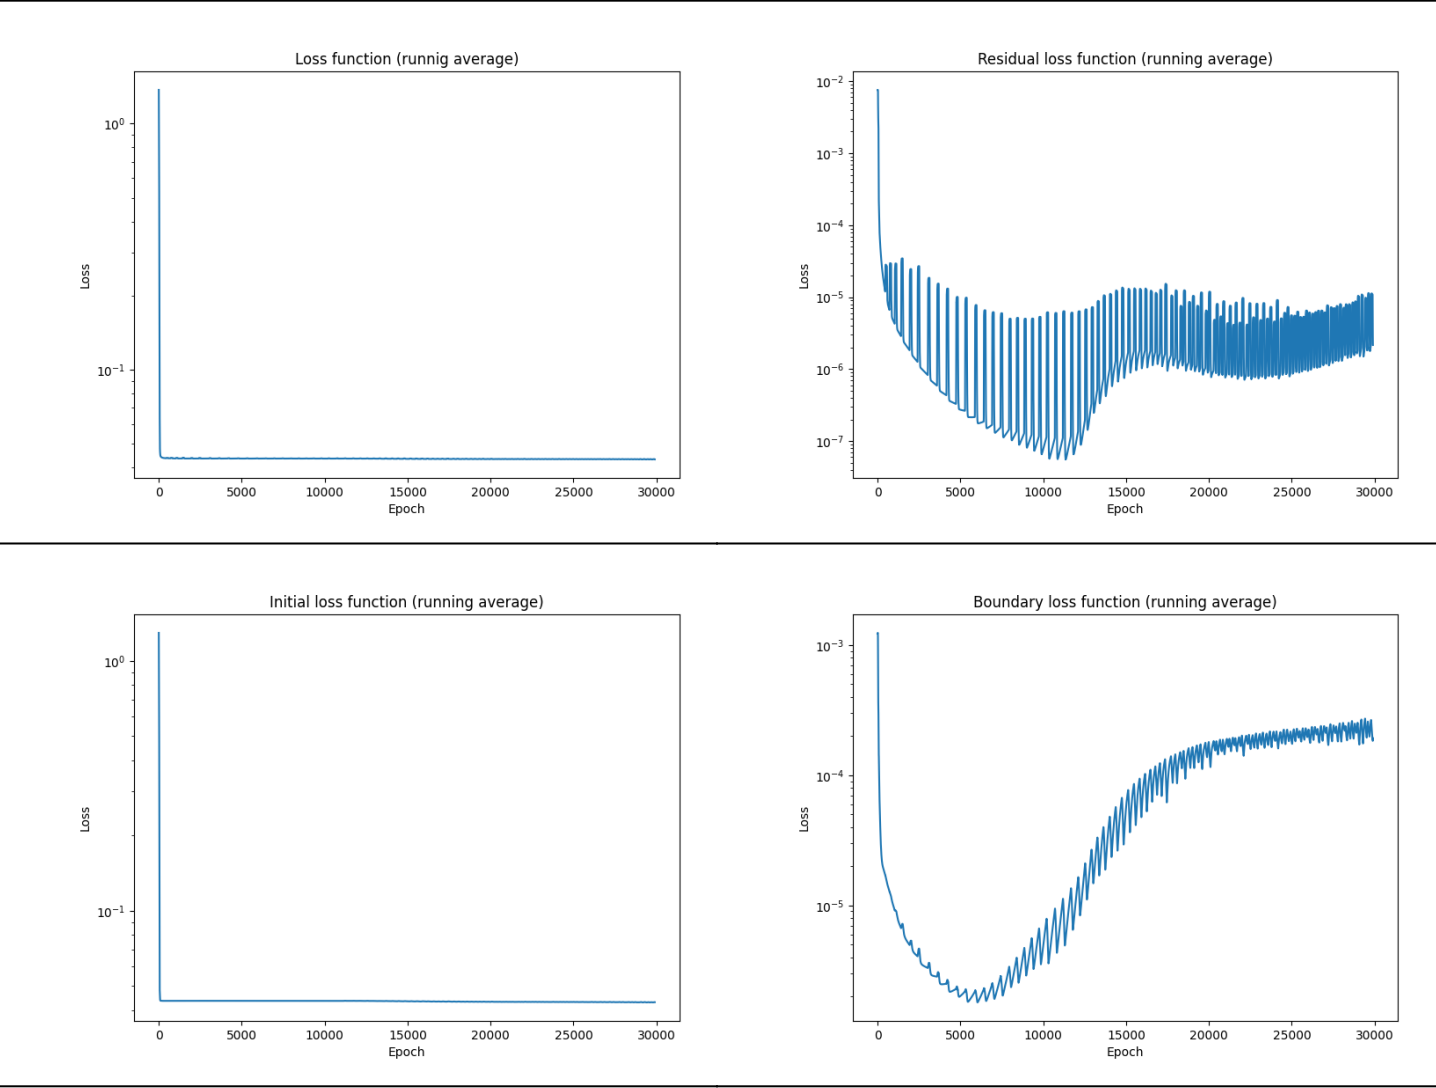 Loss function (runnig average)
10⁰
10⁻¹
Loss
0 5000 10000 15000 20000 25000 30000
Epoch
Residual loss function (running average)
10⁻²
10⁻³
10⁻⁴
10⁻⁵
10⁻⁶
10⁻⁷
Loss
0 5000 10000 15000 20000 25000 30000
Epoch
Initial loss function (running average)
10⁰
10⁻¹
Loss
0 5000 10000 15000 20000 25000 30000
Epoch
Boundary loss function (running average)
10⁻³
10⁻⁴
10⁻⁵
Loss
0 5000 10000 15000 20000 25000 30000
Epoch